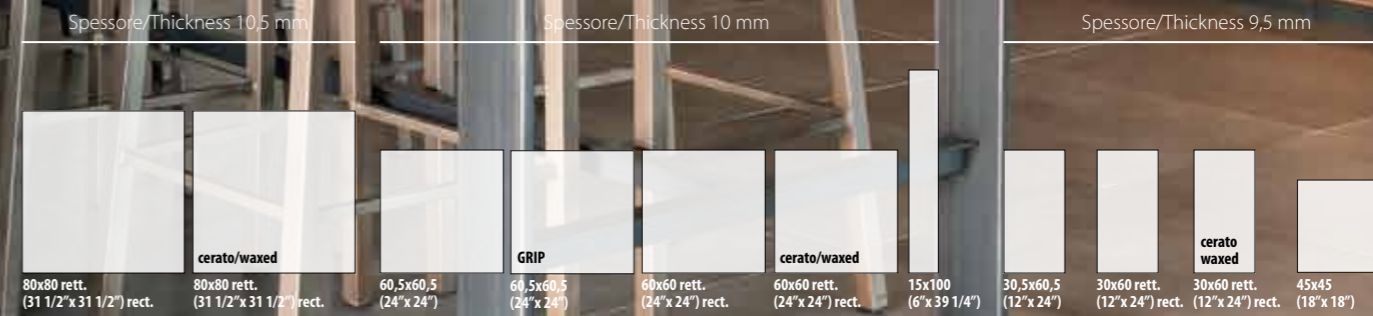 Spessore/Thickness 10,5 mm
Spessore/Thickness 10 mm
Spessore/Thickness 9,5 mm
cerato/waxed
GRIP
cerato/waxed
cerato
waxed
80x80 rett.
(31 1/2”x 31 1/2”) rect.
80x80 rett.
(31 1/2”x 31 1/2”) rect.
60,5x60,5
(24”x 24”)
60,5x60,5
(24”x 24”)
60x60 rett.
(24”x 24”) rect.
60x60 rett.
(24”x 24”) rect.
15x100
(6”x 39 1/4”)
30,5x60,5
(12”x 24”)
30x60 rett.
(12”x 24”) rect.
30x60 rett.
(12”x 24”) rect.
45x45
(18”x 18”)